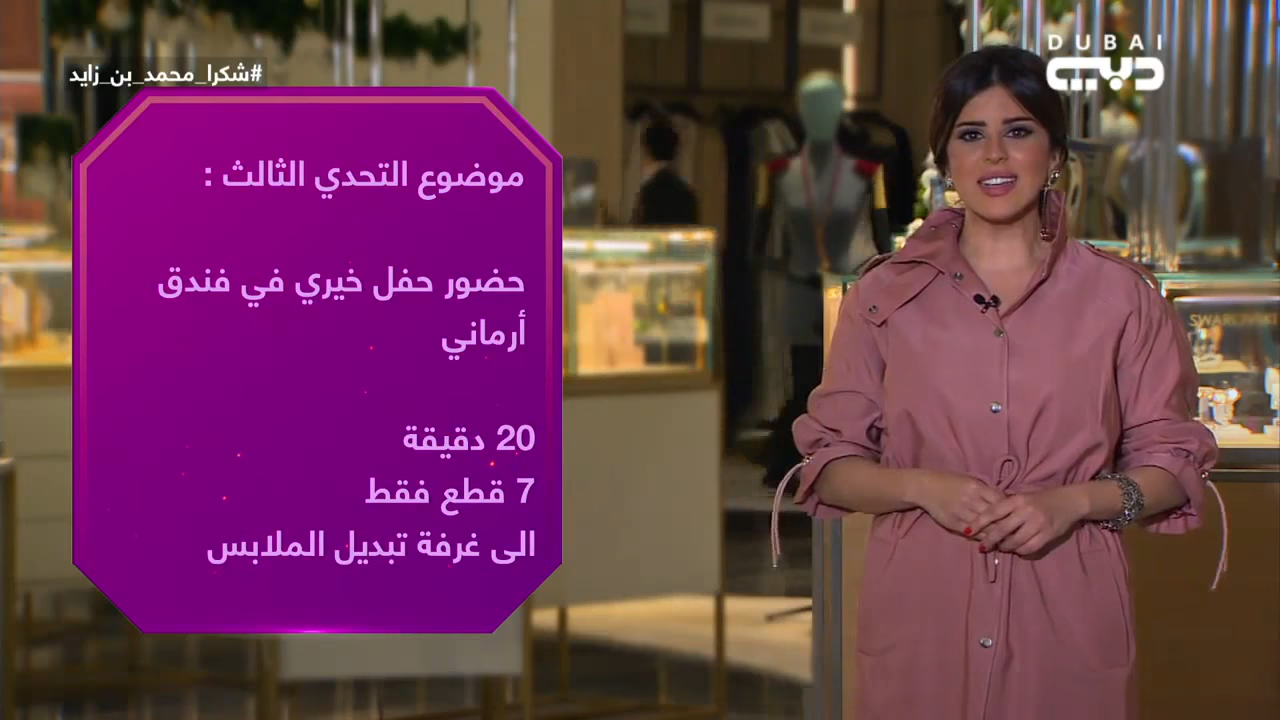 DUBAI
دبي
#شكرا_محمد_بن_زايد
موضوع التحدي الثالث :
حضور حفل خيري في فندق
أرماني
20 دقيقة
7 قطع فقط
الى غرفة تبديل الملابس
SWAROVSKI